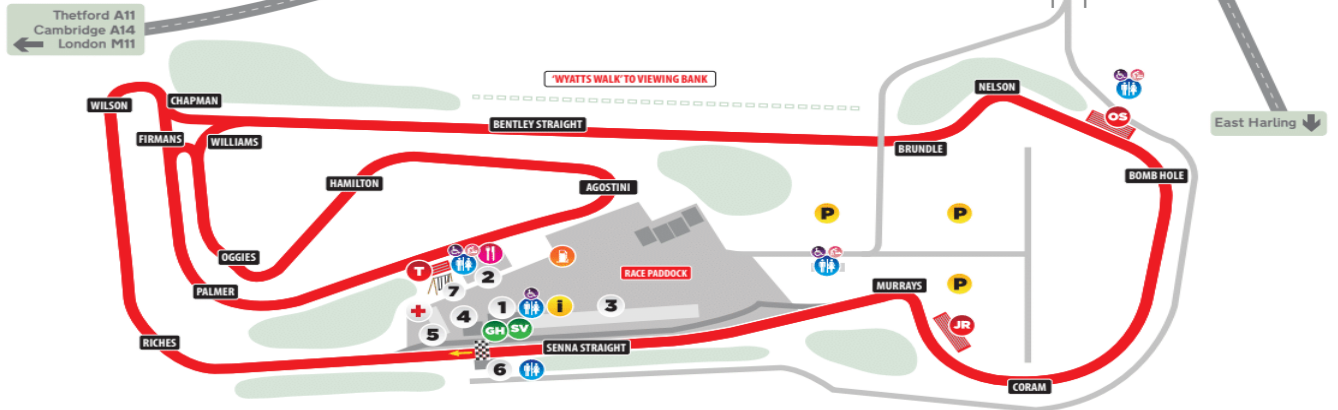 Thetford A11
Cambridge A14
London M11
'WYATTS WALK' TO VIEWING BANK
NELSON
WILSON
CHAPMAN
OS
BENTLEY STRAIGHT
East Harling
FIRMANS
WILLIAMS
BRUNDLE
BOMB HOLE
HAMILTON
AGOSTINI
P
P
OGGIES
T
2
RACE PADDOCK
PALMER
7
P
MURRAYS
1
i
3
4
5
GH
SV
JR
RICHES
SENNA STRAIGHT
6
CORAM